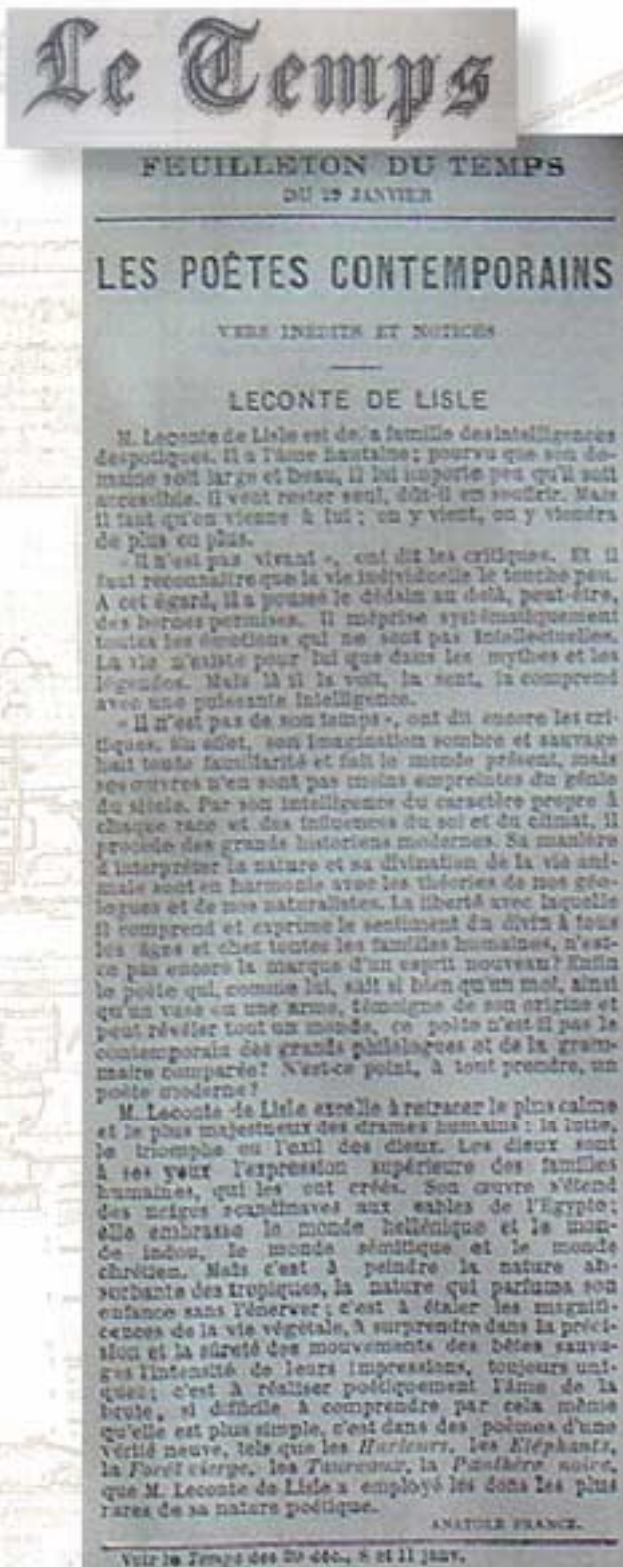 Le Temps
FEUILLETON DU TEMPS
DU 19 JANVIER
LES POÈTES CONTEMPORAINS
VERS INÉDITS ET NOTICES
LECONTE DE LISLE
M. Leconte de Lisle est de la famille des intelligences
despotiques. Il a l'âme hautaine; pourvu que son do-
maine soit large et beau, il lui importe peu qu'il soit
accessible. Il veut rester seul, dût-il en souffrir. Mais
il faut qu'on vienne à lui; on y vient, on y viendra
de plus en plus.
« Il n'est pas vivant », ont dit les critiques. Et il
faut reconnaître que la vie individuelle le touche peu.
A cet égard, il a poussé le dédain au delà, peut-être,
des bornes permises. Il méprise systématiquement
toutes les émotions qui ne sont pas intellectuelles.
La vie n'existe pour lui que dans les mythes et les
légendes. Mais là il la voit, la sent, la comprend
avec une puissante intelligence.
« Il n'est pas de son temps », ont dit encore les cri-
tiques. En effet, son imagination sombre et sauvage
hait toute familiarité et fuit le monde présent, mais
ses œuvres n'en sont pas moins empreintes du génie
du siècle. Par son intelligence du caractère propre à
chaque race et des influences du sol et du climat, il
procède des grands historiens modernes. Sa manière
d'interpréter la nature et sa divination de la vie ani-
male sont en harmonie avec les théories de nos géo-
logues et de nos naturalistes. La liberté avec laquelle
il comprend et exprime le sentiment du divin à tous
les âges et chez toutes les familles humaines, n'est-
ce pas encore la marque d'un esprit nouveau? Enfin
le poète qui, comme lui, sait si bien qu'un mot, ainsi
qu'un vase ou une arme, témoigne de son origine et
peut révéler tout un monde, ce poète n'est-il pas le
contemporain des grands philologues et de la gram-
maire comparée? N'est-ce point, à tout prendre, un
poète moderne?
M. Leconte de Lisle excelle à retracer le plus calme
et le plus majestueux des drames humains : la lutte,
le triomphe ou l'exil des dieux. Les dieux sont
à ses yeux l'expression supérieure des familles
humaines, qui les ont créés. Son œuvre s'étend
des neiges scandinaves aux sables de l'Égypte;
elle embrasse le monde hellénique et le mon-
de indou, le monde sémitique et le monde
chrétien. Mais c'est à peindre la nature ab-
sorbante des tropiques, la nature qui parfuma son
enfance sans l'énerver; c'est à étaler les magnifi-
cences de la vie végétale, à surprendre dans la préci-
sion et la sûreté des mouvements des bêtes sauva-
ges l'intensité de leurs impressions, toujours uni-
ques; c'est à réaliser poétiquement l'âme de la
brute, si difficile à comprendre par cela même
qu'elle est plus simple, c'est dans des poèmes d'une
vérité neuve, tels que les Hurleurs, les Eléphants,
la Forêt vierge, les Taureaux, la Panthère noire,
que M. Leconte de Lisle a employé les dons les plus
rares de sa nature poétique.
ANATOLE FRANCE.
Voir le Temps des 29 déc., 8 et 11 janv.